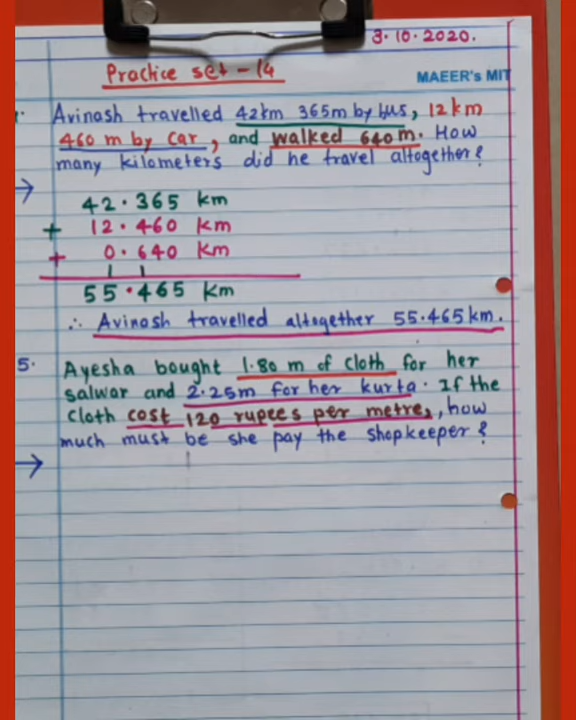 3.10.2020.
Practice set - 14
MAEER's MIT
Avinash travelled 42km 365m by bus, 12km
460 m by car, and walked 640m. How
many kilometers did he travel altogether?
42.365 km
+ 12.460 km
+ 0.640 km
1 1
55.465 km
∴ Avinash travelled altogether 55.465km.
5. Ayesha bought 1.80 m of cloth for her
salwar and 2.25m for her kurta. If the
cloth cost 120 rupees per metre, how
much must be she pay the shopkeeper?